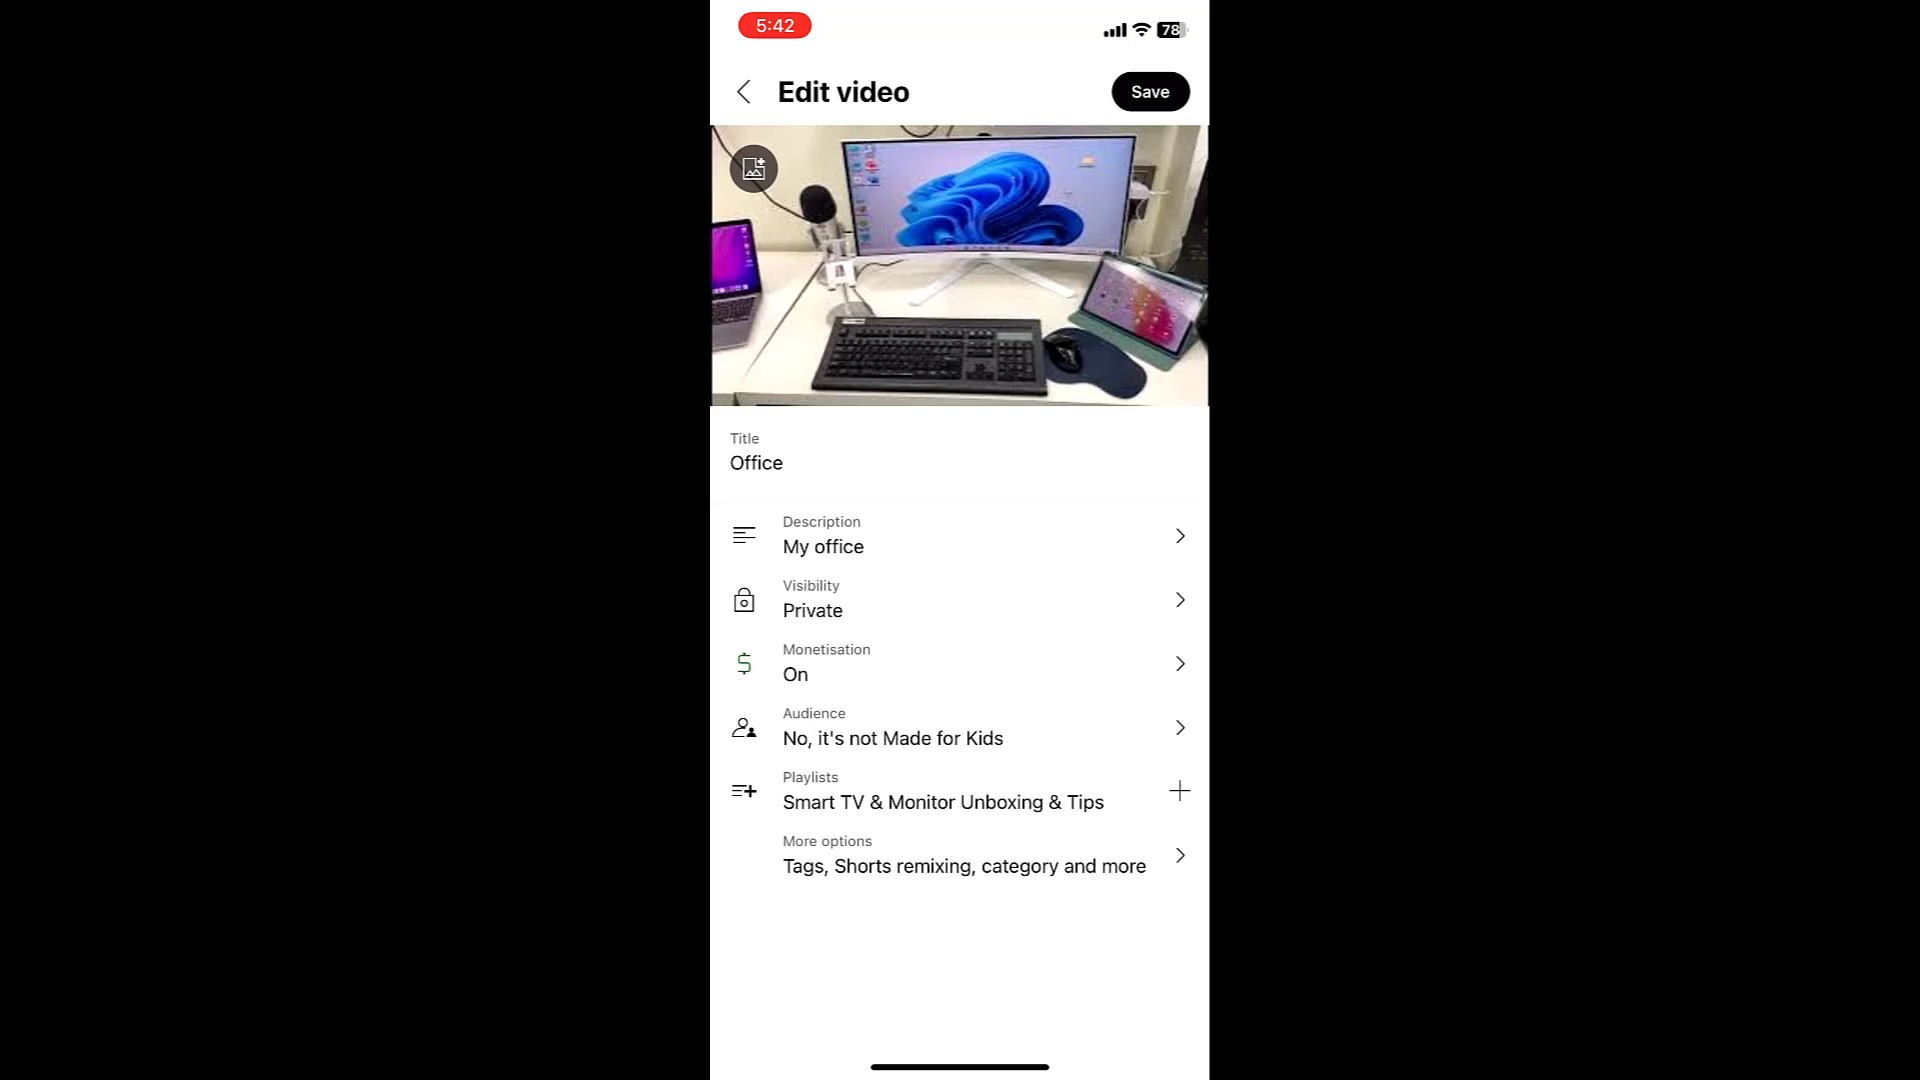 5:42
78
Edit video
Save
Title
Office
Description
My office
Visibility
Private
Monetisation
On
Audience
No, it's not Made for Kids
Playlists
Smart TV & Monitor Unboxing & Tips
More options
Tags, Shorts remixing, category and more